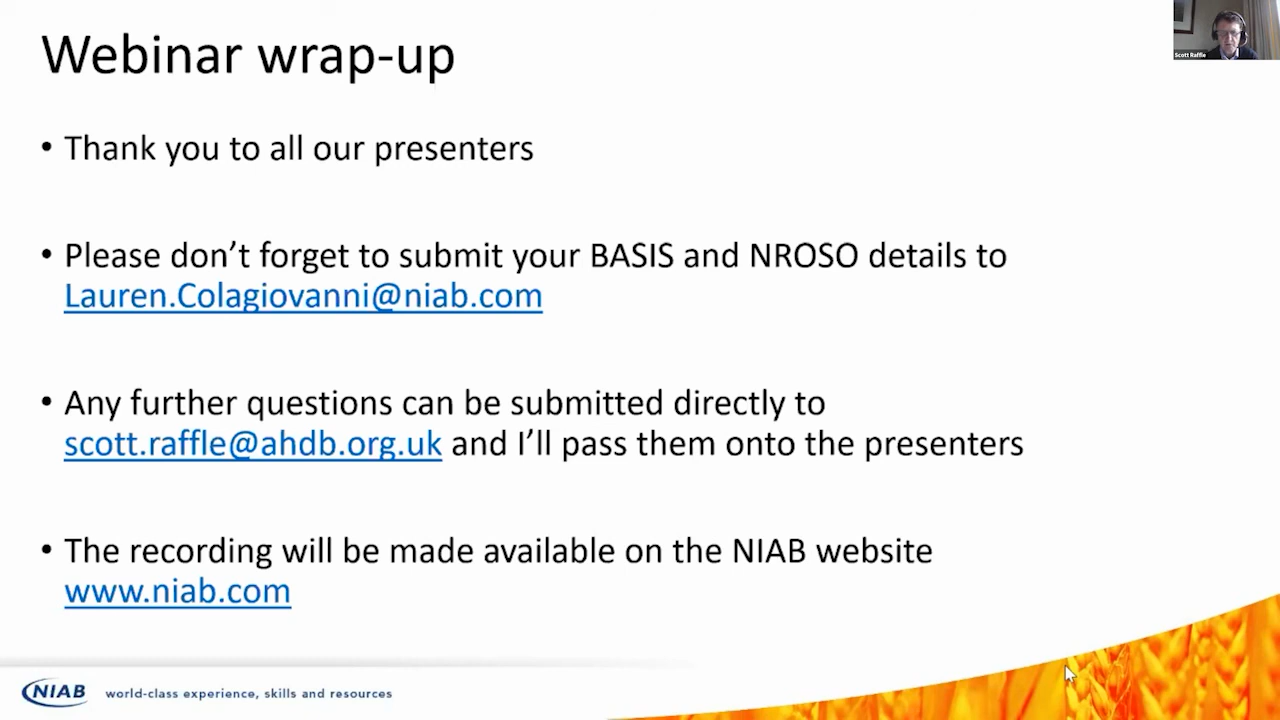 Webinar wrap-up
Scott Raffle
• Thank you to all our presenters
• Please don’t forget to submit your BASIS and NROSO details to
Lauren.Colagiovanni@niab.com
• Any further questions can be submitted directly to
scott.raffle@ahdb.org.uk and I’ll pass them onto the presenters
• The recording will be made available on the NIAB website
www.niab.com
NIAB world-class experience, skills and resources